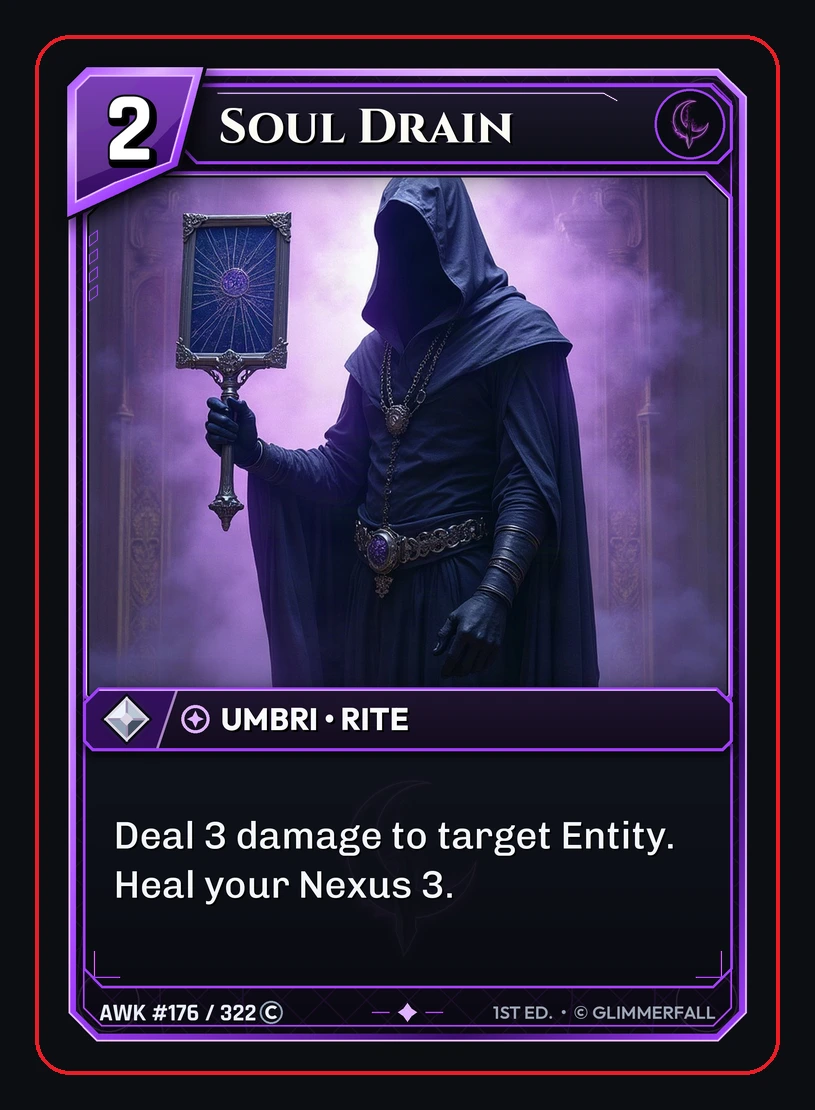 2
SOUL DRAIN
UMBRI • RITE
Deal 3 damage to target Entity.
Heal your Nexus 3.
AWK #176 / 322 Ⓒ
1ST ED. • © GLIMMERFALL